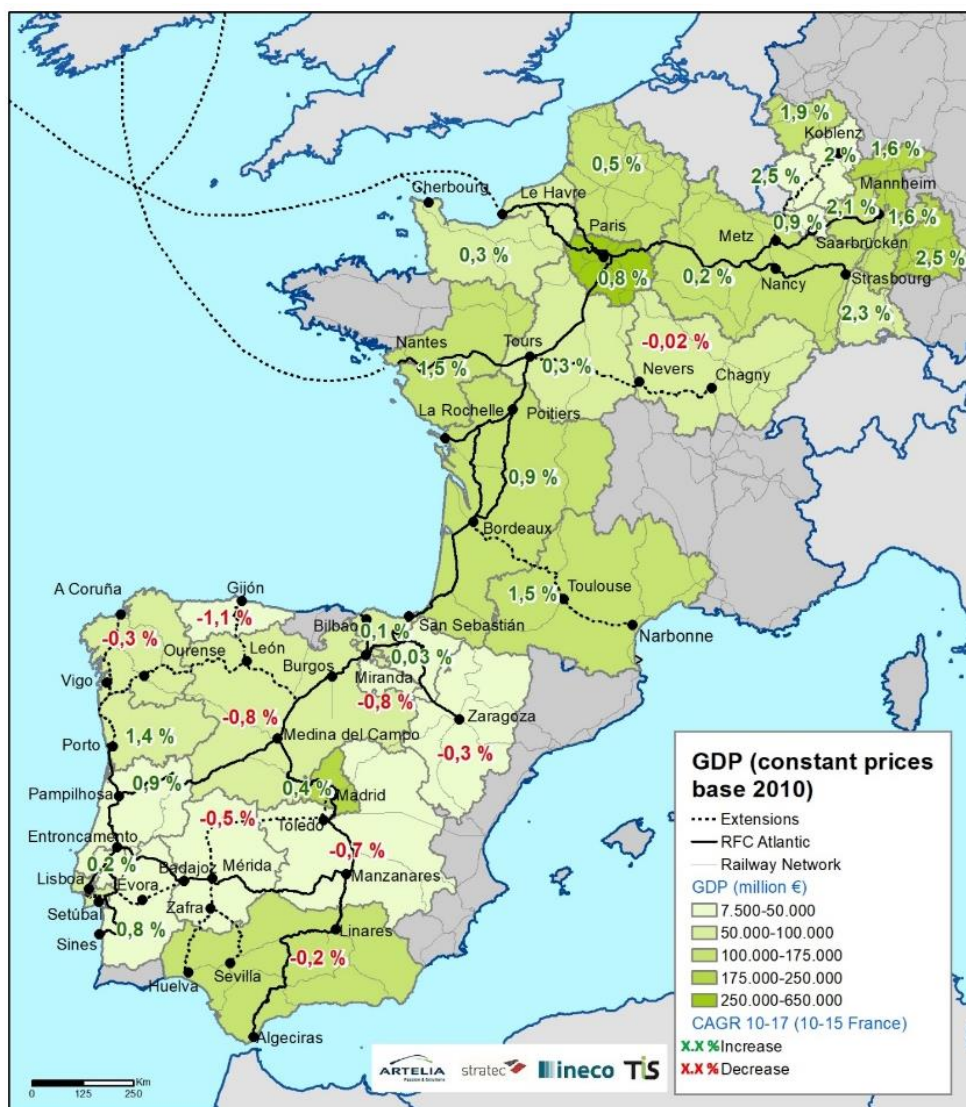 1,9 %
Koblenz
2 %
1,6 %
0,5 %
2,5 %
Mannheim
Cherbourg
Le Havre
Paris
2,1 %
0,9 %
1,6 %
Metz
Saarbrücken
0,3 %
2,5 %
0,8 %
0,2 %
Nancy
Strasbourg
2,3 %
-0,02 %
Nantes
Tours
1,5 %
0,3 %
Nevers
Chagny
La Rochelle
Poitiers
0,9 %
Bordeaux
1,5 %
Toulouse
Narbonne
A Coruña
Gijón
-1,1 %
Bilbao
0,1 %
San Sebastián
-0,3 %
Ourense
León
Burgos
0,03 %
Miranda
Vigo
-0,8 %
-0,8 %
Zaragoza
Porto
1,4 %
Medina del Campo
-0,3 %
0,9 %
Pampilhosa
0,4 %
Madrid
-0,5 %
Toledo
Entroncamento
-0,7 %
0,2 %
Badajoz
Mérida
Manzanares
Lisboa
Évora
Setúbal
Zafra
0,8 %
Sines
Linares
-0,2 %
Huelva
Sevilla
Algeciras
GDP (constant prices
base 2010)
Extensions
RFC Atlantic
Railway Network
GDP (million €)
7.500-50.000
50.000-100.000
100.000-175.000
175.000-250.000
250.000-650.000
CAGR 10-17 (10-15 France)
X.X % Increase
X.X % Decrease
Km
0 125 250
ARTELIA
stratec
ineco
TIS